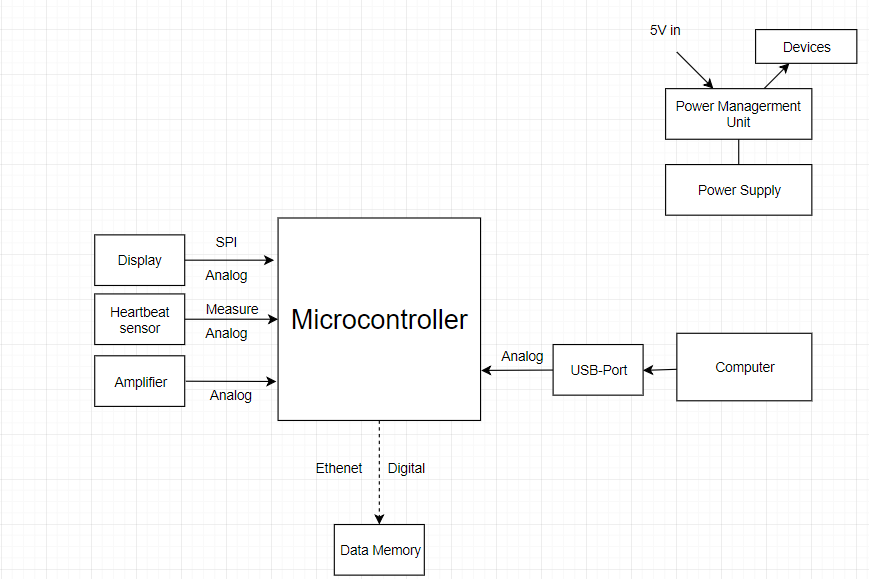 5V in
Devices
Power Managerment
Unit
Power Supply
SPI
Display
Analog
Heartbeat
sensor
Measure
Analog
Microcontroller
Amplifier
Analog
Analog
USB-Port
Computer
Ethenet
Digital
Data Memory